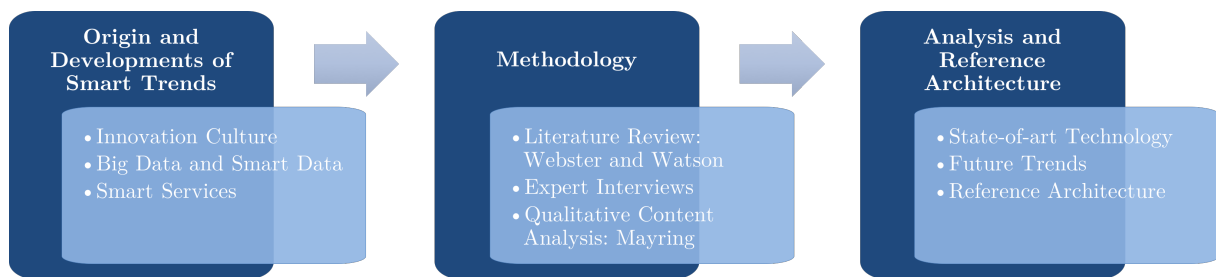 Origin and
Developments of
Smart Trends
• Innovation Culture
• Big Data and Smart Data
• Smart Services
Methodology
• Literature Review:
Webster and Watson
• Expert Interviews
• Qualitative Content
Analysis: Mayring
Analysis and
Reference
Architecture
• State-of-art Technology
• Future Trends
• Reference Architecture